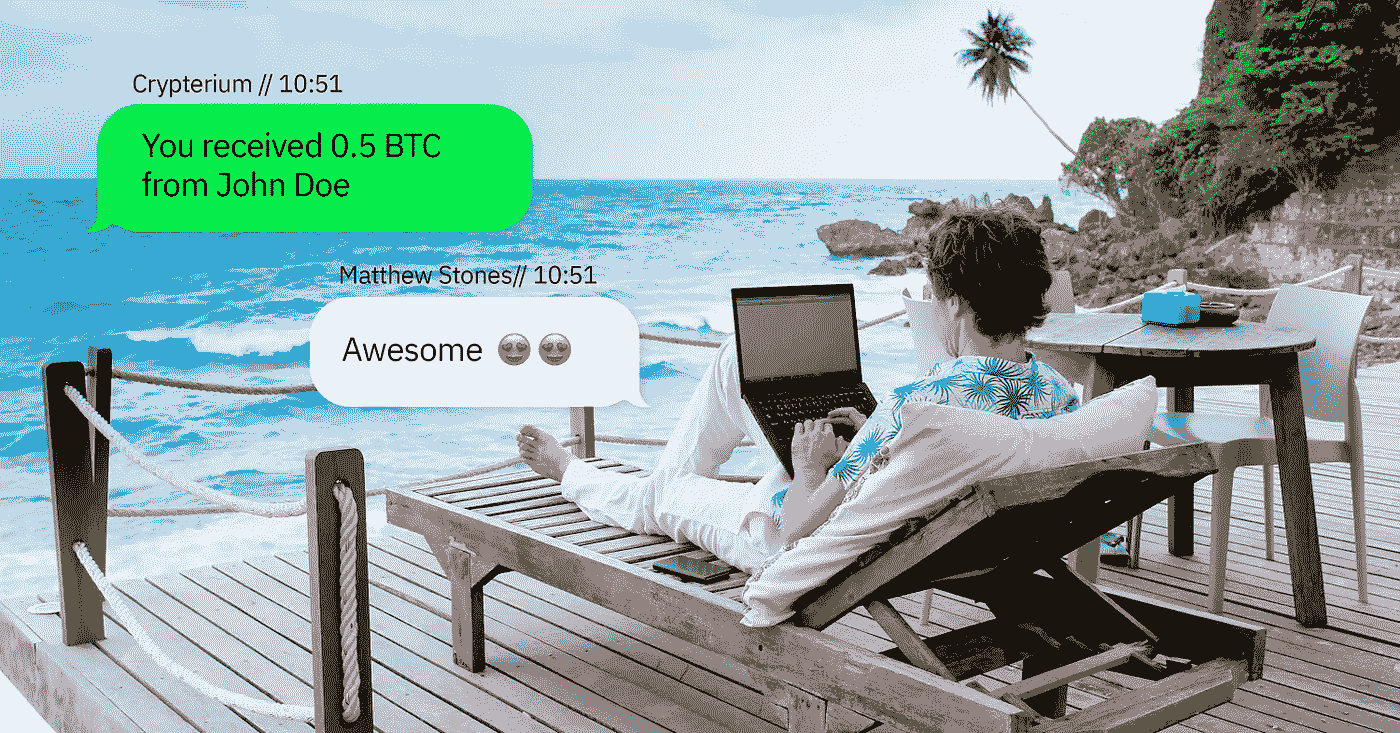 Crypterium // 10:51
You received 0.5 BTC
from John Doe
Matthew Stones// 10:51
Awesome 😍😍